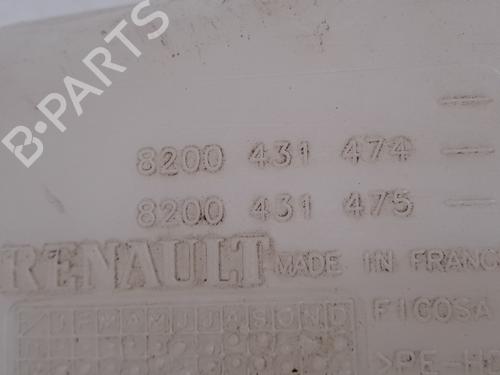 B-PARTS
8200 431 474 —
8200 431 475 —
RENAULT MADE IN FRANC
J F M A M J J A S O N D
FICOSA
>PE-H